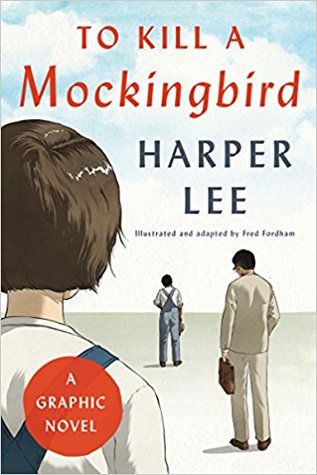 TO KILL A
Mockingbird
HARPER
LEE
Illustrated and adapted by Fred Fordham
A
GRAPHIC
NOVEL